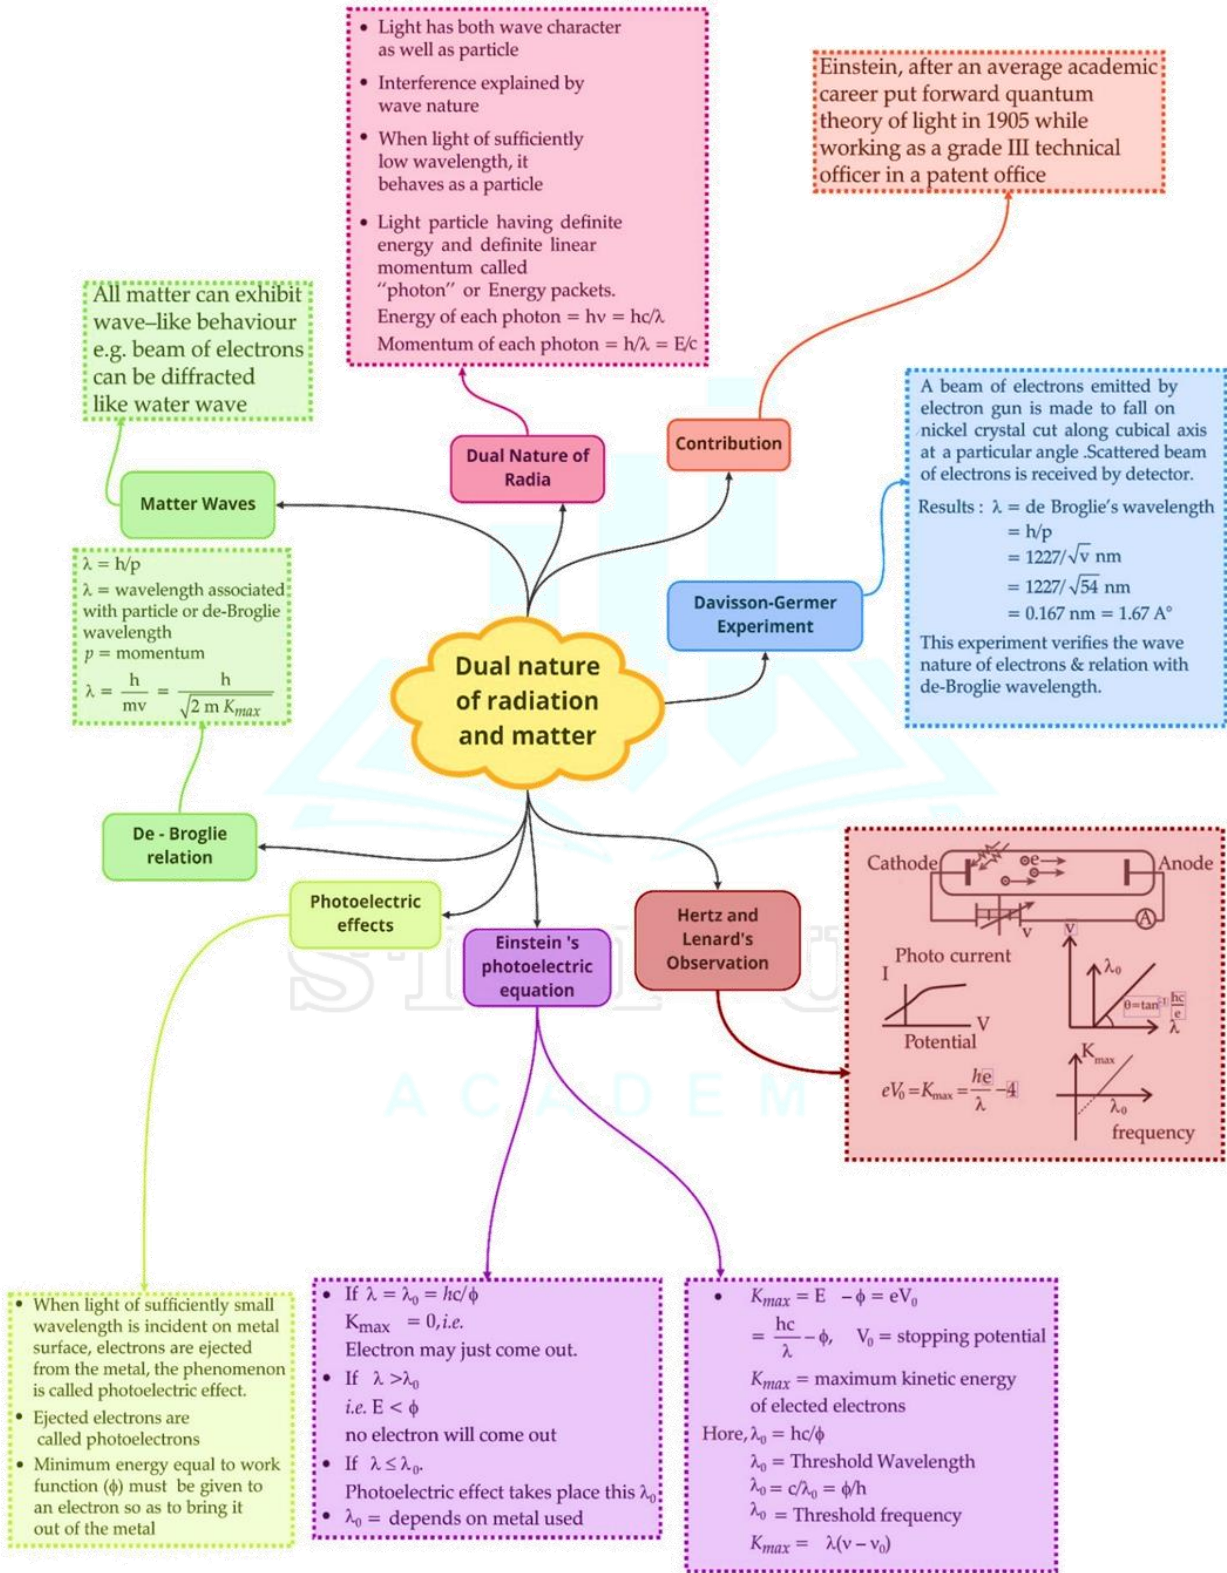 • Light has both wave character
as well as particle
• Interference explained by
wave nature
• When light of sufficiently
low wavelength, it
behaves as a particle
• Light particle having definite
energy and definite linear
momentum called
“photon” or Energy packets.
Energy of each photon = hν = hc/λ
Momentum of each photon = h/λ = E/c
Einstein, after an average academic
career put forward quantum
theory of light in 1905 while
working as a grade III technical
officer in a patent office
All matter can exhibit
wave–like behaviour
e.g. beam of electrons
can be diffracted
like water wave
Dual Nature of
Radia
Contribution
Matter Waves
A beam of electrons emitted by
electron gun is made to fall on
nickel crystal cut along cubical axis
at a particular angle .Scattered beam
of electrons is received by detector.
Results : λ = de Broglie’s wavelength
= h/p
= 1227/√v nm
= 1227/√54 nm
= 0.167 nm = 1.67 A°
This experiment verifies the wave
nature of electrons & relation with
de-Broglie wavelength.
λ = h/p
λ = wavelength associated
with particle or de-Broglie
wavelength
p = momentum
λ = h/mv = h/√2 m Kmax
Davisson-Germer
Experiment
Dual nature
of radiation
and matter
De - Broglie
relation
Photoelectric
effects
Einstein 's
photoelectric
equation
Hertz and
Lenard's
Observation
Cathode e Anode
v A
V
Photo current
I
λ₀
θ=tan⁻¹ hc/e
λ
V
Potential
Kmax
eV₀ = Kmax = he/λ – 4
λ₀
frequency
ACADEM
• When light of sufficiently small
wavelength is incident on metal
surface, electrons are ejected
from the metal, the phenomenon
is called photoelectric effect.
• Ejected electrons are
called photoelectrons
• Minimum energy equal to work
function (ϕ) must be given to
an electron so as to bring it
out of the metal
• If λ = λ₀ = hc/ϕ
Kmax = 0, i.e.
Electron may just come out.
• If λ >λ₀
i.e. E < ϕ
no electron will come out
• If λ ≤ λ₀.
Photoelectric effect takes place this λ₀
• λ₀ = depends on metal used
• Kmax = E – ϕ = eV₀
= hc/λ – ϕ, V₀ = stopping potential
Kmax = maximum kinetic energy
of elected electrons
Hore, λ₀ = hc/ϕ
λ₀ = Threshold Wavelength
λ₀ = c/λ₀ = ϕ/h
λ₀ = Threshold frequency
Kmax = λ(ν – ν₀)